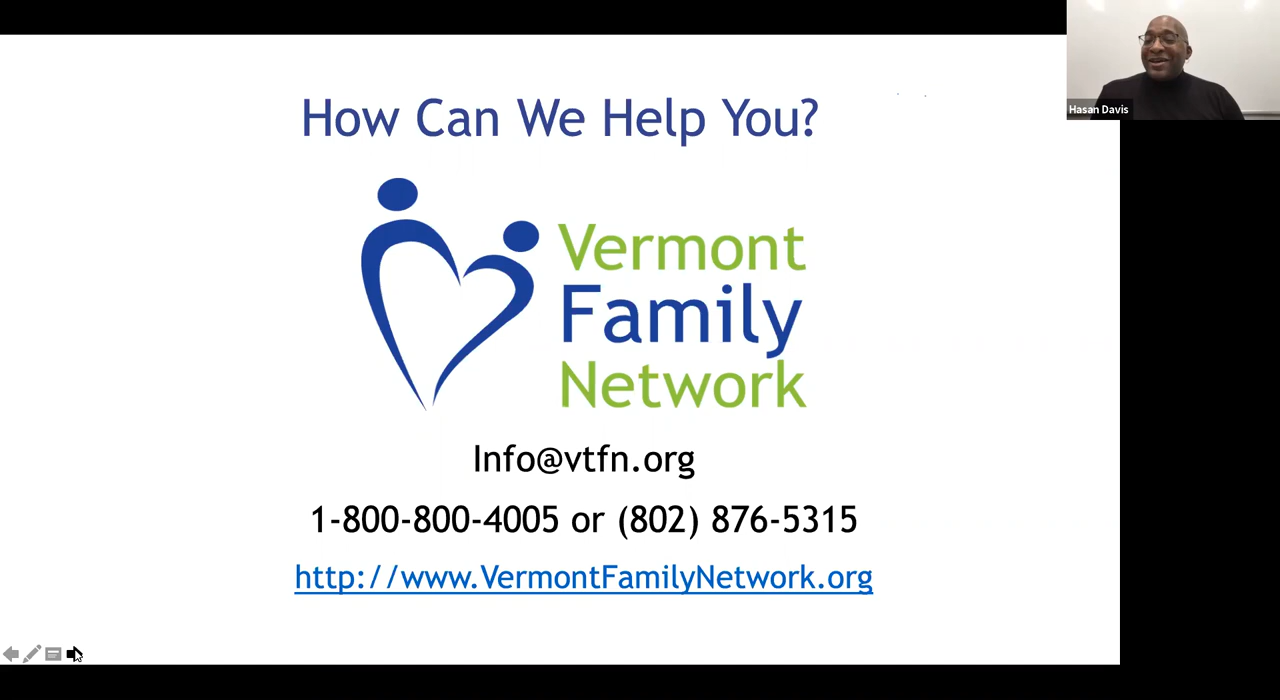 How Can We Help You?
Vermont
Family
Network
Info@vtfn.org
1-800-800-4005 or (802) 876-5315
http://www.VermontFamilyNetwork.org
Hasan Davis